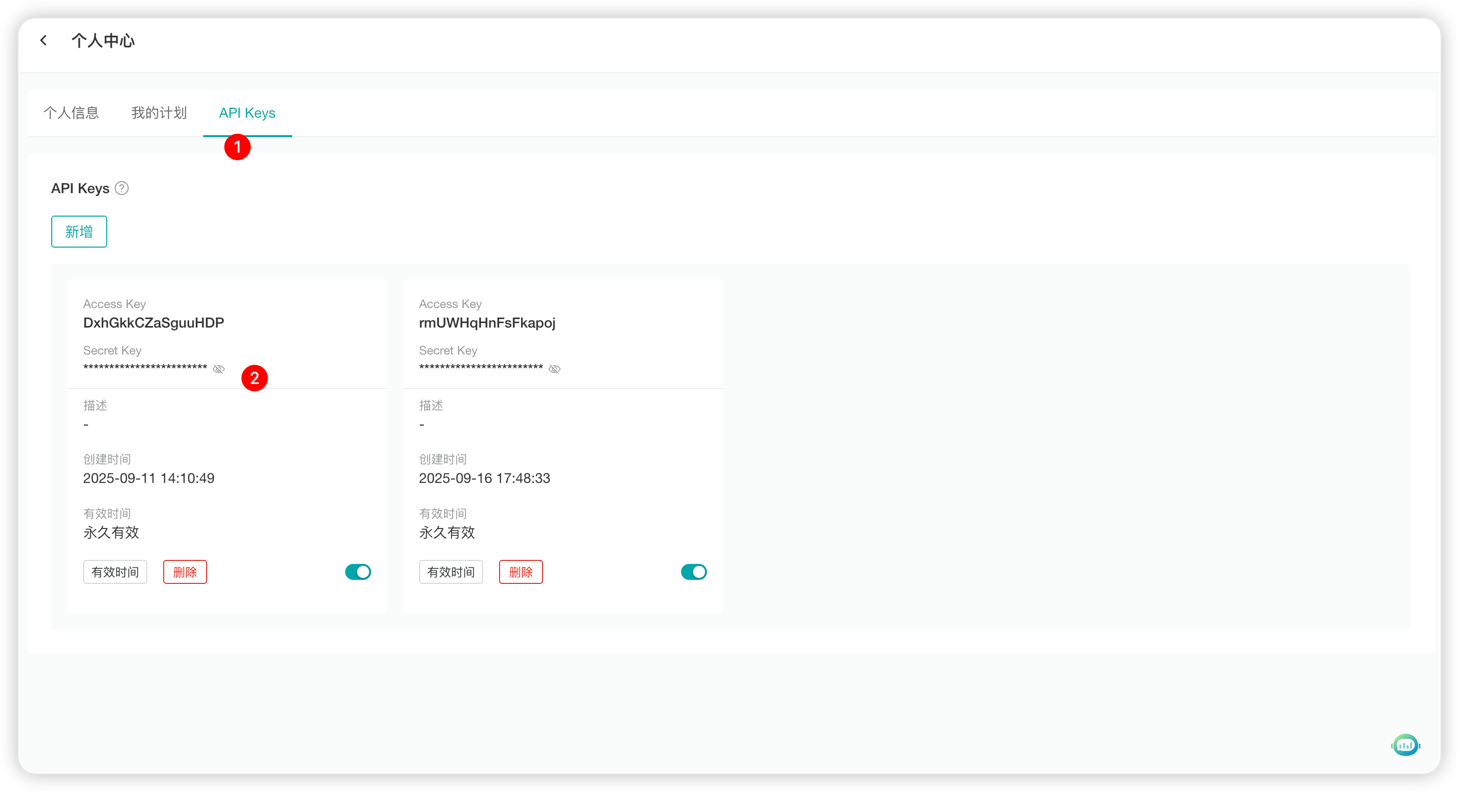 个人中心
个人信息 我的计划 API Keys
1
API Keys ?
新增
Access Key
DxhGkkCZaSguuHDP
Secret Key
************************
2
描述
-
创建时间
2025-09-11 14:10:49
有效时间
永久有效
有效时间 删除
Access Key
rmUWHqHnFsFkapoj
Secret Key
************************
描述
-
创建时间
2025-09-16 17:48:33
有效时间
永久有效
有效时间 删除